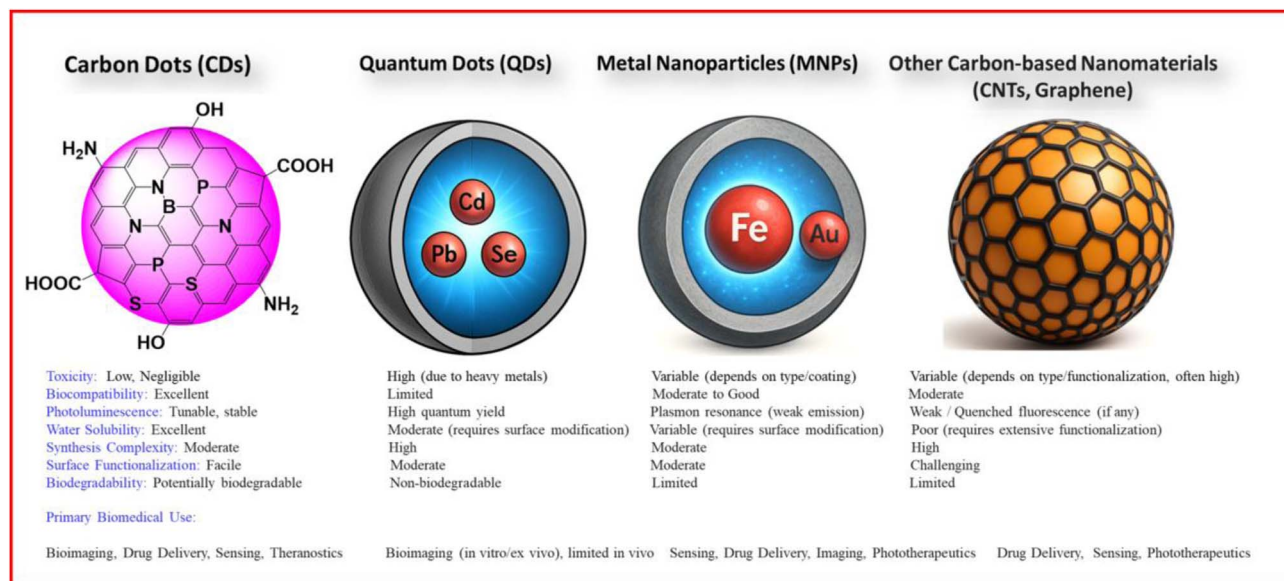 Carbon Dots (CDs)
Quantum Dots (QDs)
Metal Nanoparticles (MNPs)
Other Carbon-based Nanomaterials
(CNTs, Graphene)
OH
H₂N
COOH
N
P
B
N
N
P
S
S
HOOC
NH₂
HO
Cd
Pb
Se
Fe
Au
Toxicity: Low, Negligible
Biocompatibility: Excellent
Photoluminescence: Tunable, stable
Water Solubility: Excellent
Synthesis Complexity: Moderate
Surface Functionalization: Facile
Biodegradability: Potentially biodegradable
High (due to heavy metals)
Limited
High quantum yield
Moderate (requires surface modification)
High
Moderate
Non-biodegradable
Variable (depends on type/coating)
Moderate to Good
Plasmon resonance (weak emission)
Variable (requires surface modification)
Moderate
Moderate
Limited
Variable (depends on type/functionalization, often high)
Moderate
Weak / Quenched fluorescence (if any)
Poor (requires extensive functionalization)
High
Challenging
Limited
Primary Biomedical Use:
Bioimaging, Drug Delivery, Sensing, Theranostics
Bioimaging (in vitro/ex vivo), limited in vivo
Sensing, Drug Delivery, Imaging, Phototherapeutics
Drug Delivery, Sensing, Phototherapeutics